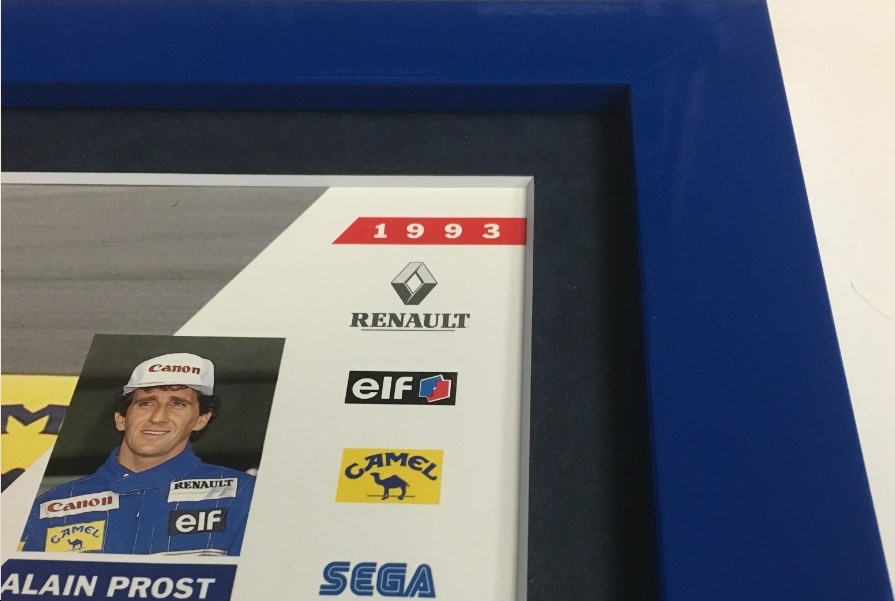 1993
RENAULT
elf
CAMEL
SEGA
Canon
RENAULT
Canon
elf
CAMEL
ALAIN PROST